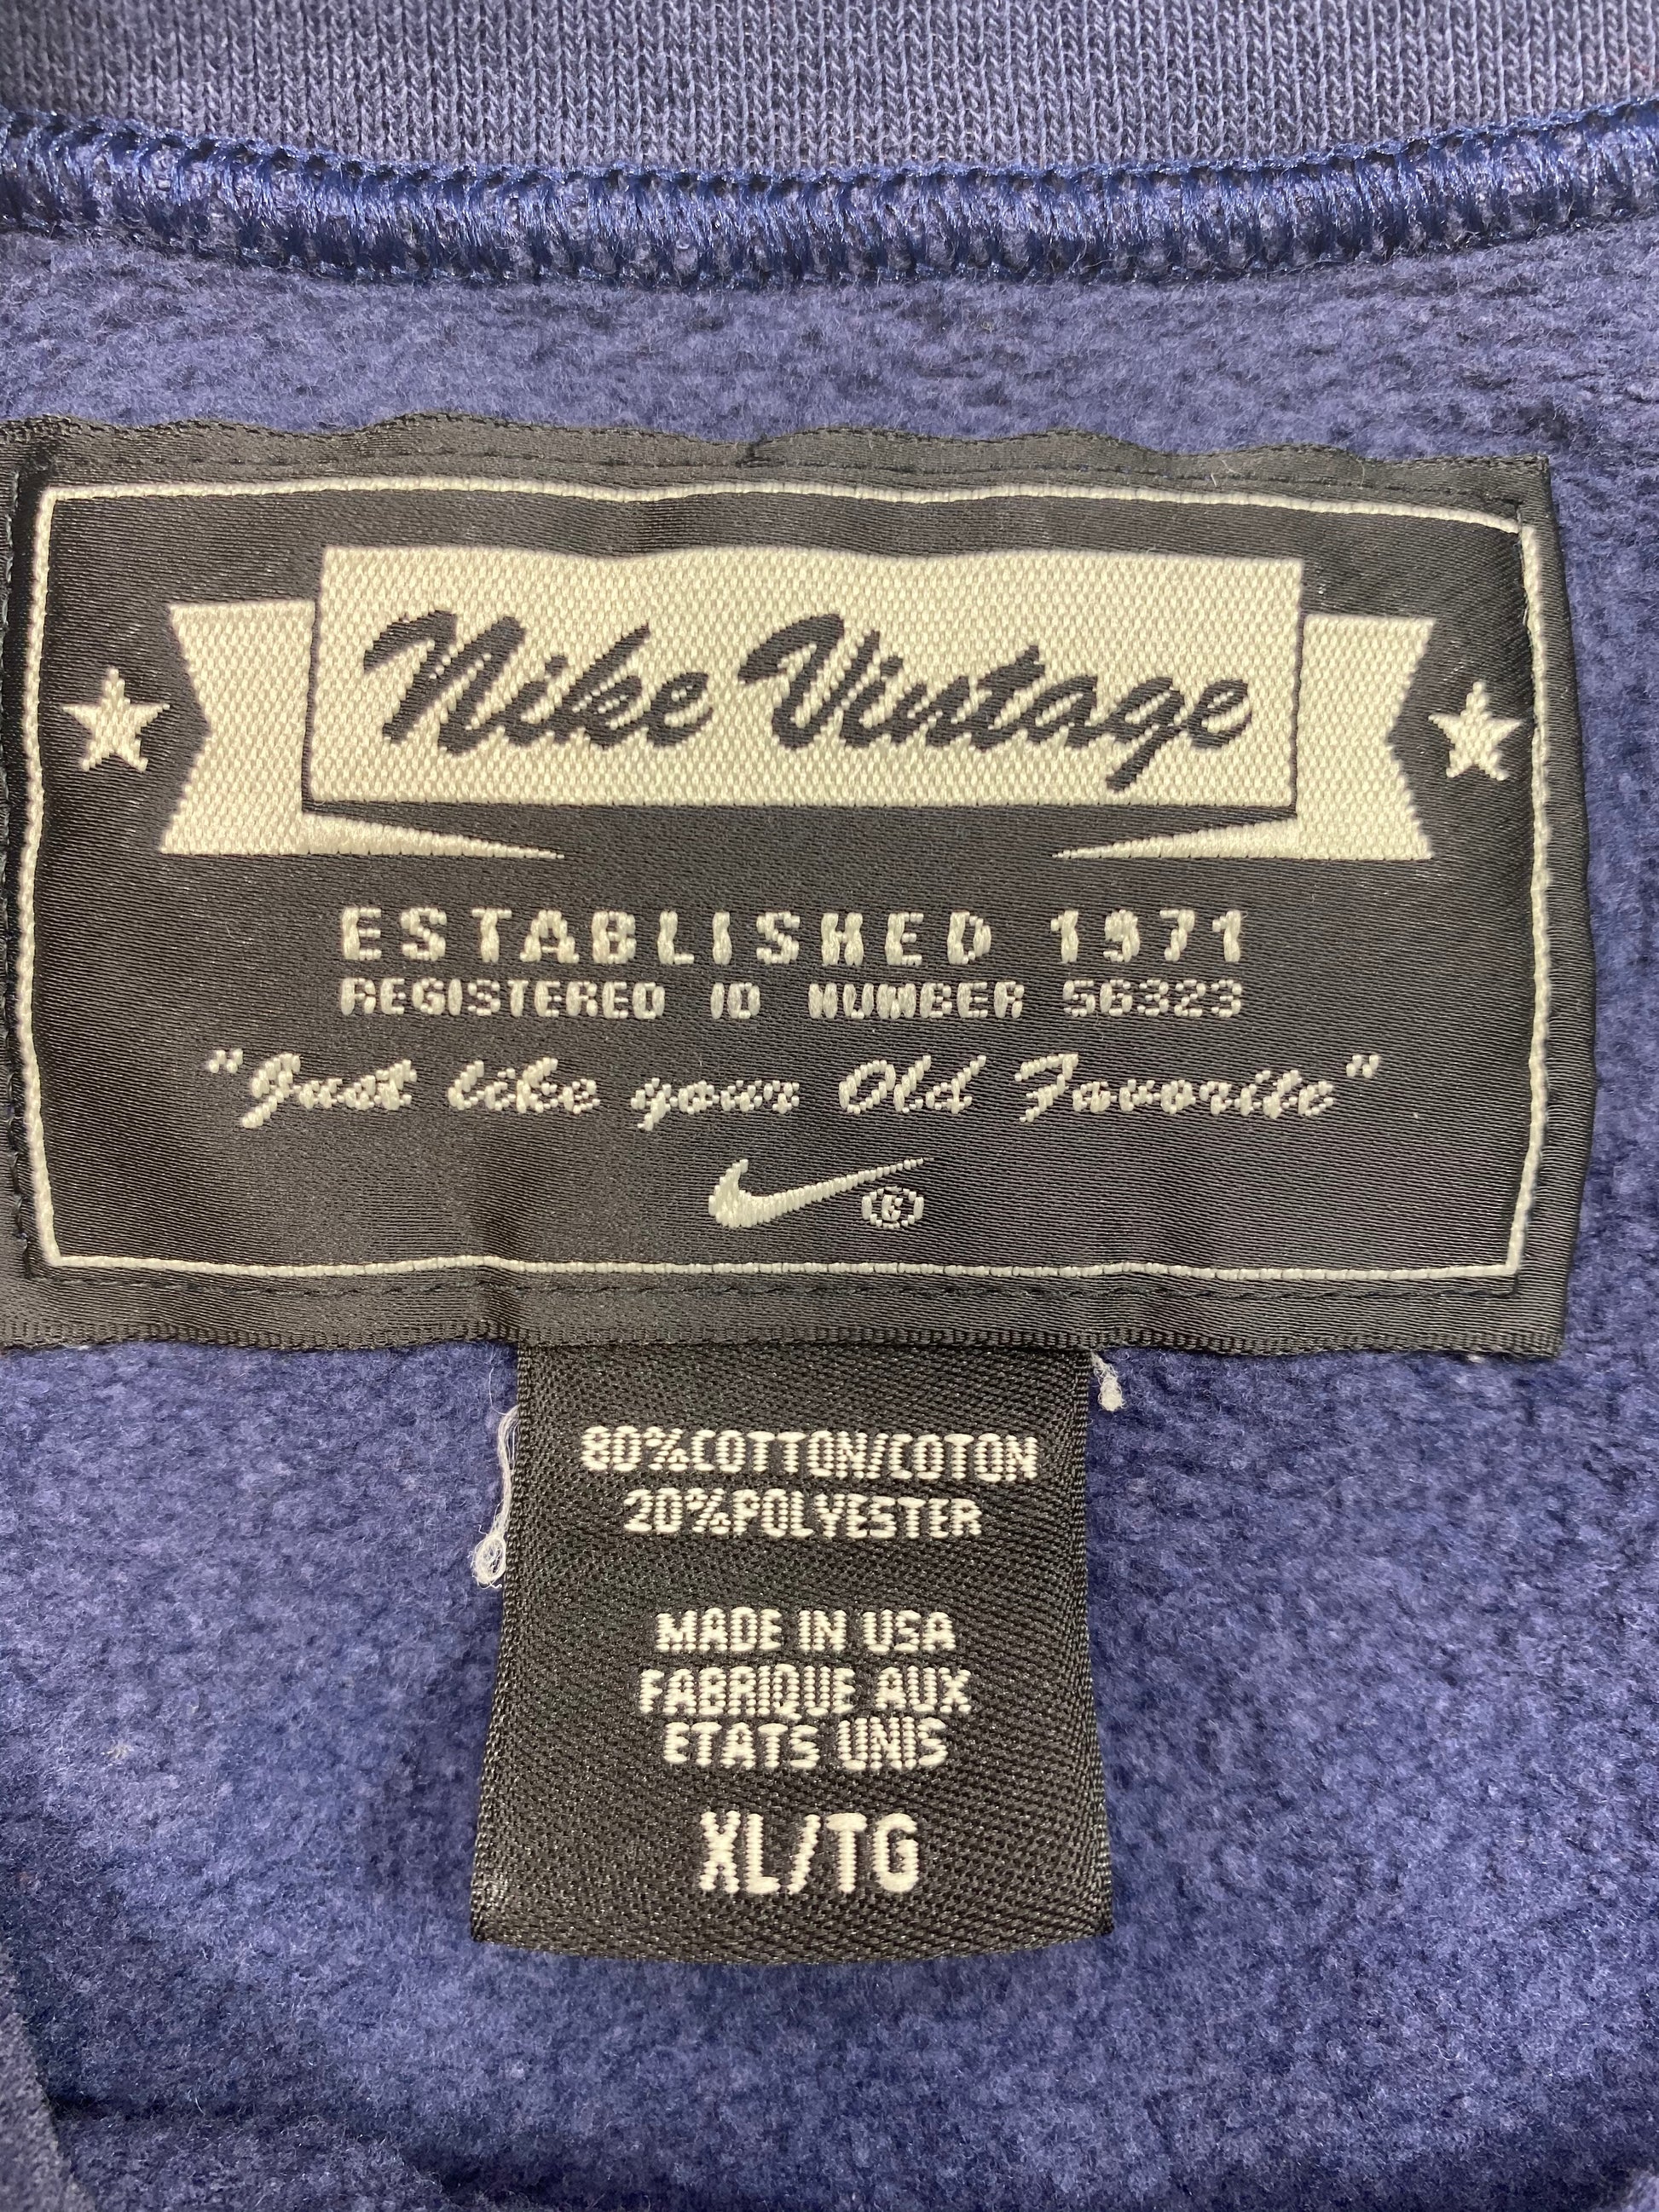 Nike Vintage
ESTABLISHED 1971
REGISTERED ID NUMBER 56323
"Just like your Old Favorite"
80%COTTON/COTON
20%POLYESTER
MADE IN USA
FABRIQUE AUX
ETATS UNIS
XL/TG